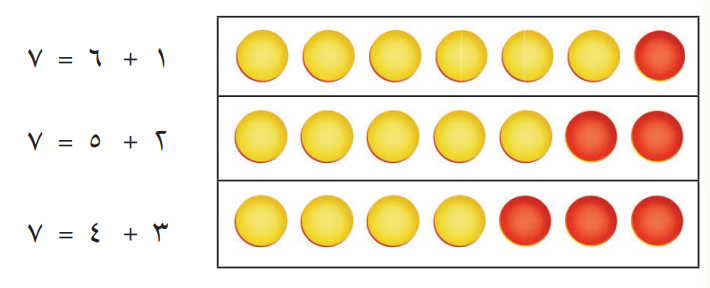 ١ + ٦ = ٧
٢ + ٥ = ٧
٣ + ٤ = ٧